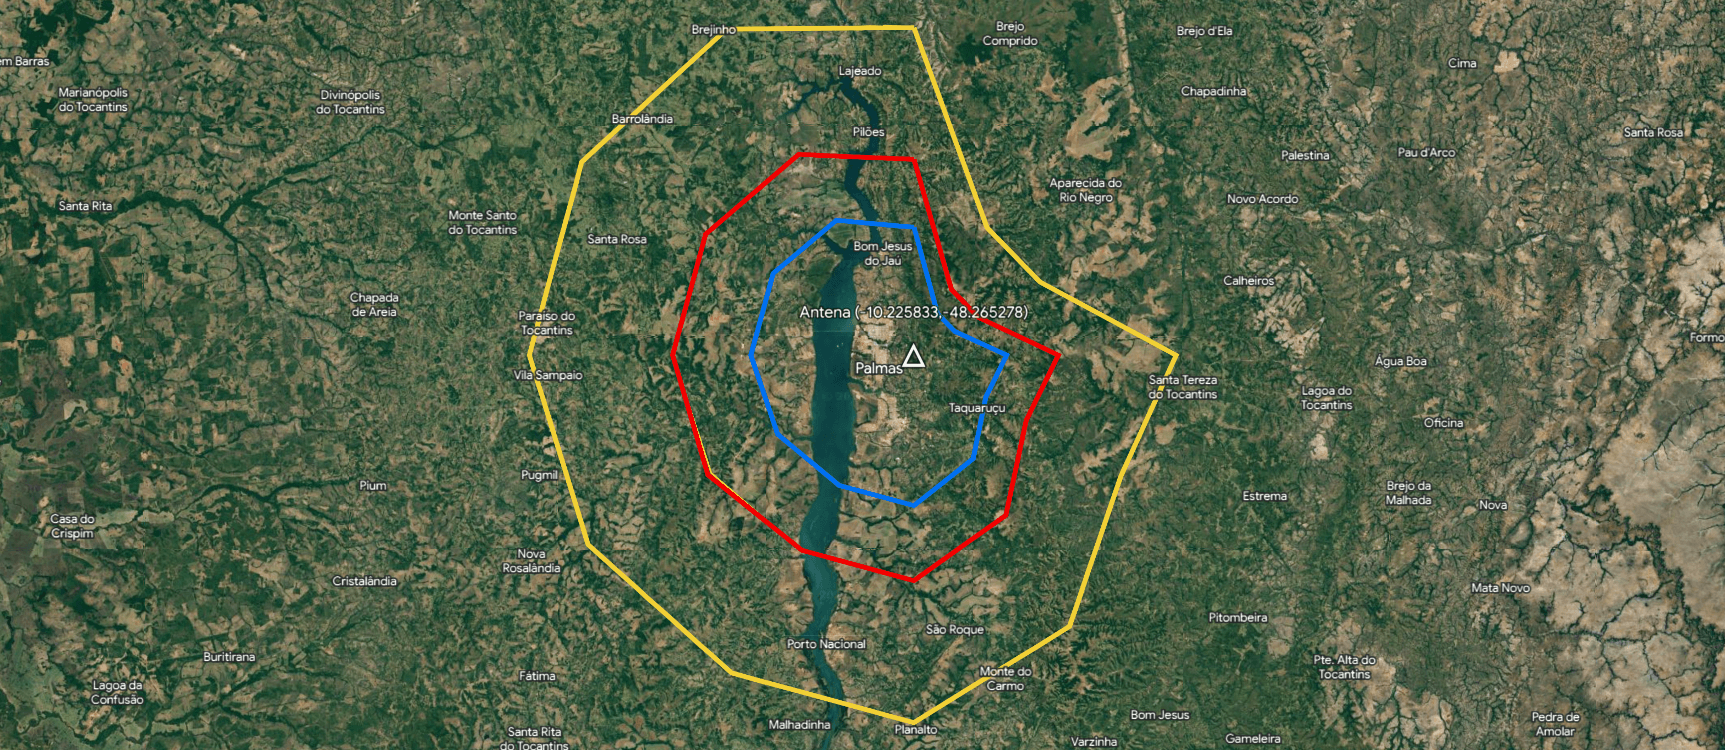 Brejinho
Brejo
Comprido
Brejo d'Ela
em Barras
Cima
Lajeado
Marianópolis
do Tocantins
Divinópolis
do Tocantins
Chapadinha
Barrolândia
Pilões
Santa Rosa
Palestina
Pau d'Arco
Aparecida do
Rio Negro
Novo Acordo
Santa Rita
Monte Santo
do Tocantins
Santa Rosa
Bom Jesus
do Jaú
Calheiros
Chapada
de Areia
Antena (-10.225833,-48.265278)
Paraíso do
Tocantins
Formo
Água Boa
Palmas
Vila Sampaio
Santa Tereza
do Tocantins
Lagoa do
Tocantins
Taquaruçu
Oficina
Pugmil
Pium
Estrema
Brejo da
Malhada
Nova
Casa do
Crispim
Nova
Rosalândia
Cristalândia
Mata Novo
Pitombeira
São Roque
Porto Nacional
Buritirana
Pte. Alta do
Tocantins
Fátima
Monte do
Carmo
Lagoa da
Confusão
Bom Jesus
Pedra de
Amolar
Malhadinha
Planalto
Santa Rita
do Tocantins
Varzinha
Gameleira